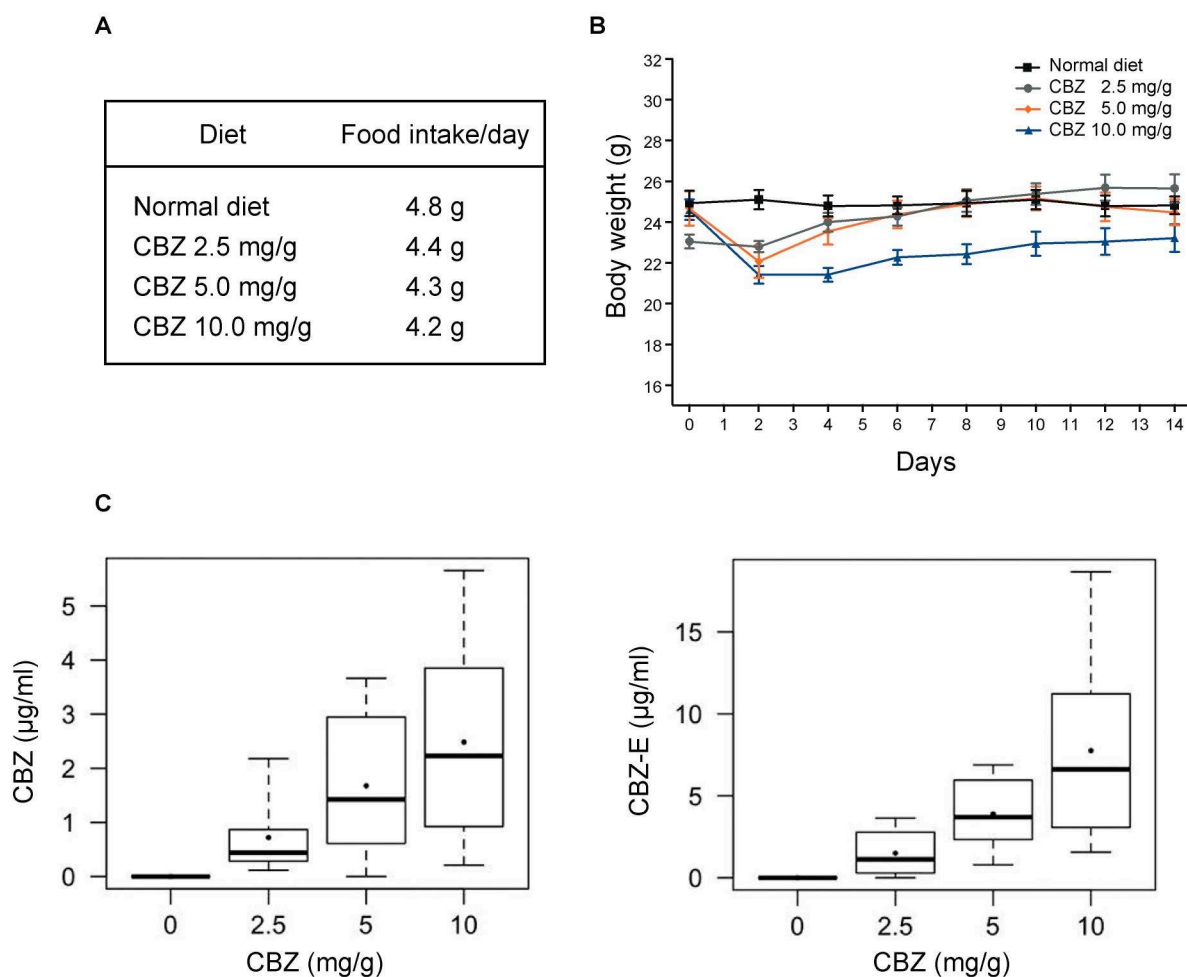 A
Diet Food intake/day
Normal diet 4.8 g
CBZ 2.5 mg/g 4.4 g
CBZ 5.0 mg/g 4.3 g
CBZ 10.0 mg/g 4.2 g
B
Normal diet
CBZ 2.5 mg/g
CBZ 5.0 mg/g
CBZ 10.0 mg/g
Body weight (g)
32
30
28
26
24
22
20
18
16
0 1 2 3 4 5 6 7 8 9 10 11 12 13 14
Days
C
CBZ (µg/ml)
5
4
3
2
1
0
0 2.5 5 10
CBZ (mg/g)
CBZ-E (µg/ml)
15
10
5
0
0 2.5 5 10
CBZ (mg/g)